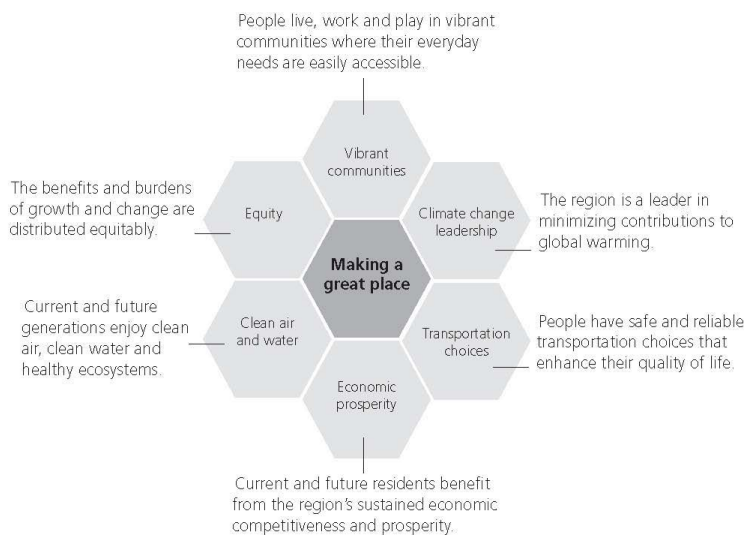 People live, work and play in vibrant
communities where their everyday
needs are easily accessible.
Vibrant
communities
The benefits and burdens
of growth and change are
distributed equitably.
Equity
Climate change
leadership
The region is a leader in
minimizing contributions to
global warming.
Making a
great place
Current and future
generations enjoy clean
air, clean water and
healthy ecosystems.
Clean air
and water
Transportation
choices
People have safe and reliable
transportation choices that
enhance their quality of life.
Economic
prosperity
Current and future residents benefit
from the region’s sustained economic
competitiveness and prosperity.